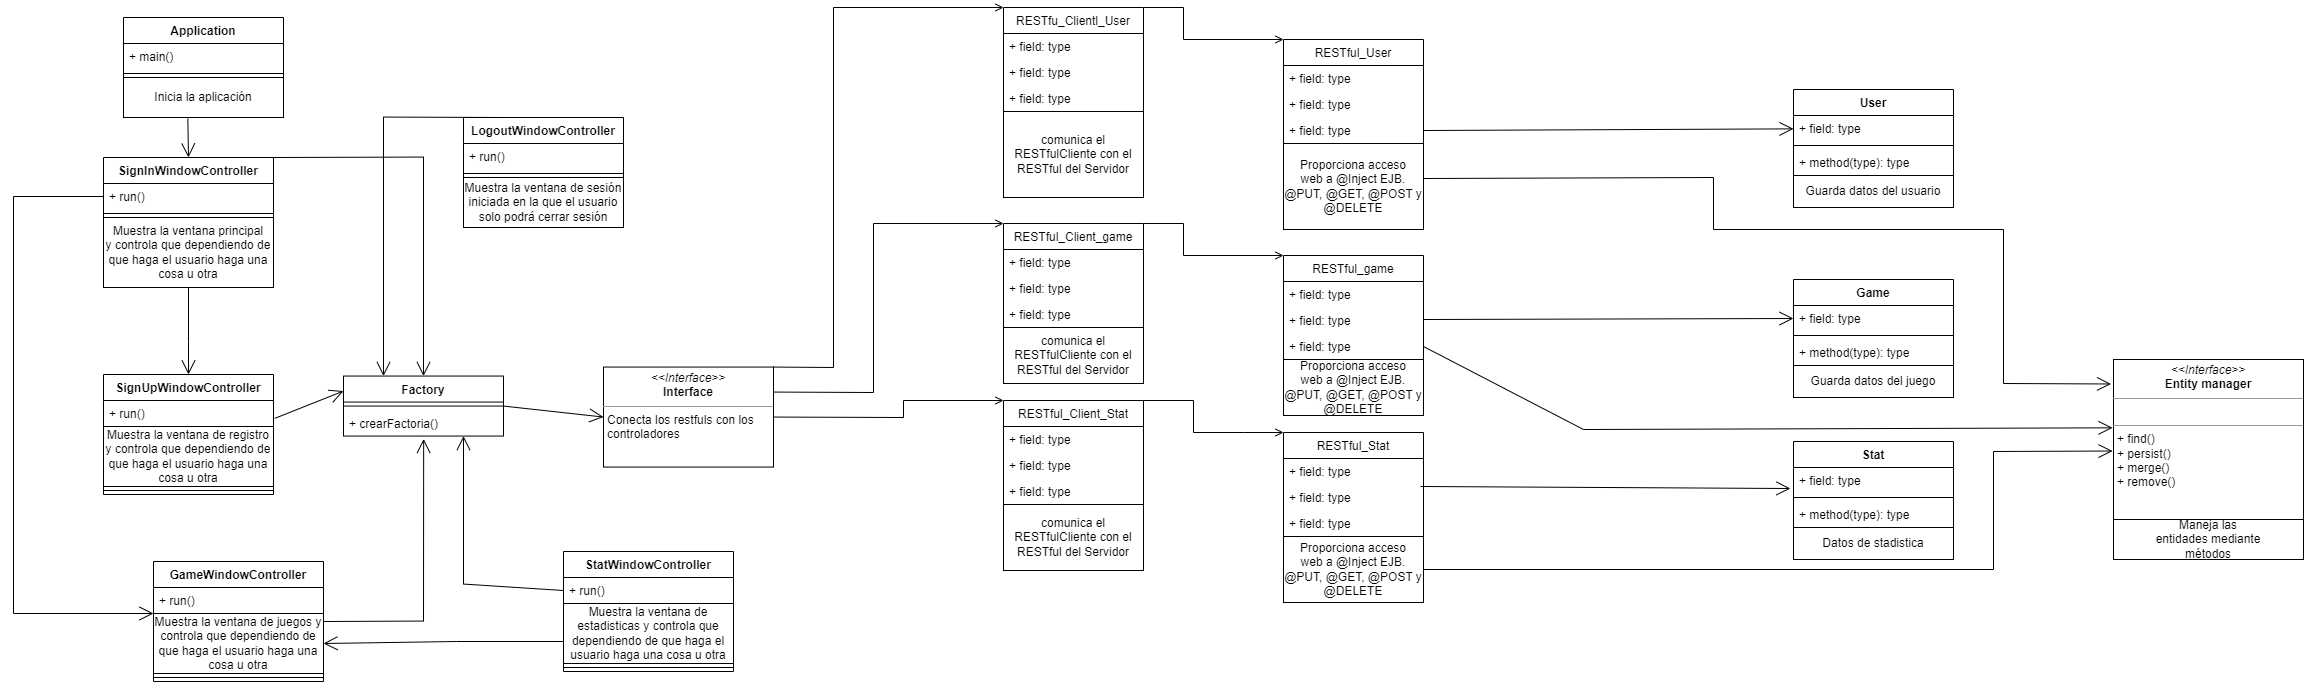 Application
+ main()
Inicia la aplicación
SignInWindowController
+ run()
Muestra la ventana principal
y controla que dependiendo de
que haga el usuario haga una
cosa u otra
SignUpWindowController
+ run()
Muestra la ventana de registro
y controla que dependiendo de
que haga el usuario haga una
cosa u otra
GameWindowController
+ run()
Muestra la ventana de juegos y
controla que dependiendo de
que haga el usuario haga una
cosa u otra
LogoutWindowController
+ run()
Muestra la ventana de sesión
iniciada en la que el usuario
solo podrá cerrar sesión
Factory
+ crearFactoria()
StatWindowController
+ run()
Muestra la ventana de
estadisticas y controla que
dependiendo de que haga el
usuario haga una cosa u otra
<<Interface>>
Interface
Conecta los restfuls con los
controladores
RESTfu_ClientI_User
+ field: type
+ field: type
+ field: type
comunica el
RESTfulCliente con el
RESTful del Servidor
RESTful_Client_game
+ field: type
+ field: type
+ field: type
comunica el
RESTfulCliente con el
RESTful del Servidor
RESTful_Client_Stat
+ field: type
+ field: type
+ field: type
comunica el
RESTfulCliente con el
RESTful del Servidor
RESTful_User
+ field: type
+ field: type
+ field: type
Proporciona acceso
web a @Inject EJB.
@PUT, @GET, @POST y
@DELETE
RESTful_game
+ field: type
+ field: type
+ field: type
Proporciona acceso
web a @Inject EJB.
@PUT, @GET, @POST y
@DELETE
RESTful_Stat
+ field: type
+ field: type
+ field: type
Proporciona acceso
web a @Inject EJB.
@PUT, @GET, @POST y
@DELETE
User
+ field: type
+ method(type): type
Guarda datos del usuario
Game
+ field: type
+ method(type): type
Guarda datos del juego
Stat
+ field: type
+ method(type): type
Datos de stadistica
<<Interface>>
Entity manager
+ find()
+ persist()
+ merge()
+ remove()
Maneja las
entidades mediante
métodos